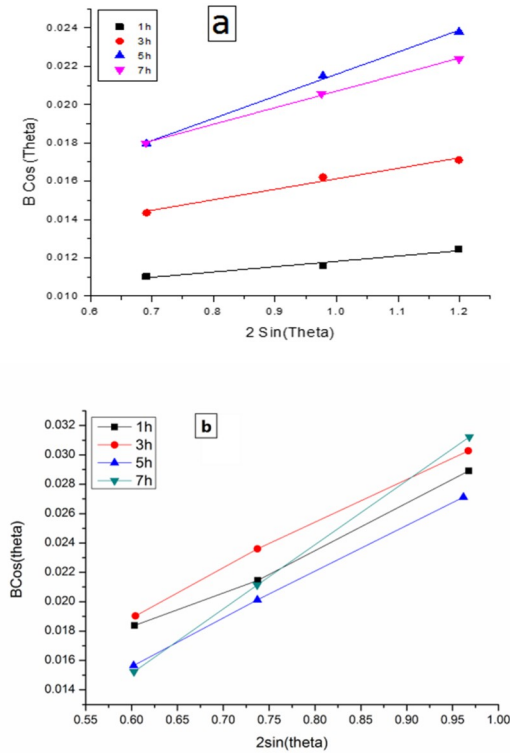 a
1h
3h
5h
7h
0.024
0.022
0.020
0.018
0.016
0.014
0.012
0.010
B Cos (Theta)
0.6 0.7 0.8 0.9 1.0 1.1 1.2
2 Sin(Theta)
b
1h
3h
5h
7h
0.032
0.030
0.028
0.026
0.024
0.022
0.020
0.018
0.016
0.014
BCos(theta)
0.55 0.60 0.65 0.70 0.75 0.80 0.85 0.90 0.95 1.00
2sin(theta)